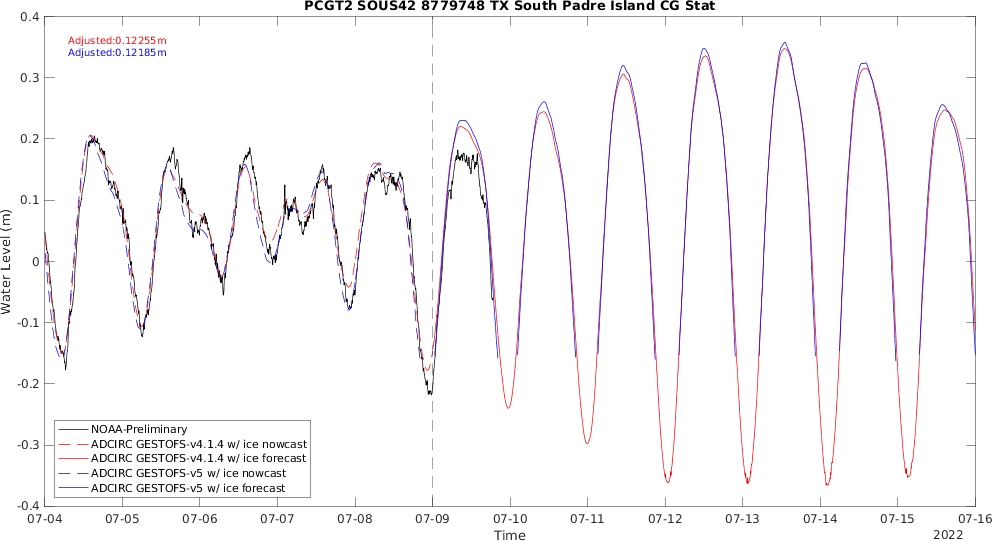 PCGT2 SOUS42 8779748 TX South Padre Island CG Stat
Adjusted:0.12255m
Adjusted:0.12185m
0.4
0.3
0.2
0.1
0
-0.1
-0.2
-0.3
-0.4
Water Level (m)
NOAA-Preliminary
ADCIRC GESTOFS-v4.1.4 w/ ice nowcast
ADCIRC GESTOFS-v4.1.4 w/ ice forecast
ADCIRC GESTOFS-v5 w/ ice nowcast
ADCIRC GESTOFS-v5 w/ ice forecast
07-04 07-05 07-06 07-07 07-08 07-09 07-10 07-11 07-12 07-13 07-14 07-15 07-16
Time
2022